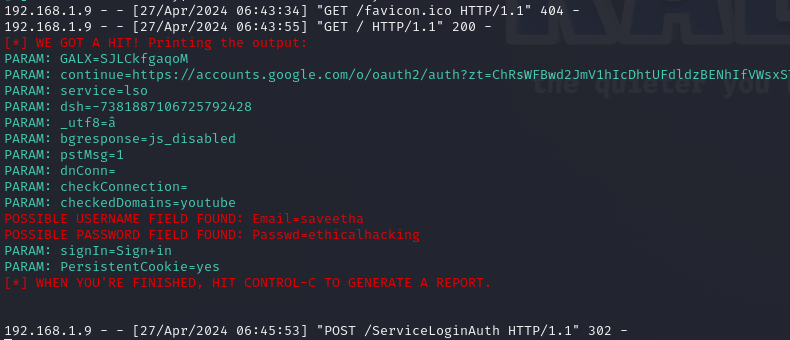 192.168.1.9 - - [27/Apr/2024 06:43:34] "GET /favicon.ico HTTP/1.1" 404 -
192.168.1.9 - - [27/Apr/2024 06:43:55] "GET / HTTP/1.1" 200 -
[*] WE GOT A HIT! Printing the output:
PARAM: GALX=SJLCkfgaqoM
PARAM: continue=https://accounts.google.com/o/oauth2/auth?zt=ChRsWFBwd2JmV1hIcDhtUFdldzBENhIfVWsxST
the quieter you
PARAM: service=lso
PARAM: dsh=-7381887106725792428
PARAM: _utf8=â
PARAM: bgresponse=js_disabled
PARAM: pstMsg=1
PARAM: dnConn=
PARAM: checkConnection=
PARAM: checkedDomains=youtube
POSSIBLE USERNAME FIELD FOUND: Email=saveetha
POSSIBLE PASSWORD FIELD FOUND: Passwd=ethicalhacking
PARAM: signIn=Sign+in
PARAM: PersistentCookie=yes
[*] WHEN YOU'RE FINISHED, HIT CONTROL-C TO GENERATE A REPORT.
192.168.1.9 - - [27/Apr/2024 06:45:53] "POST /ServiceLoginAuth HTTP/1.1" 302 -